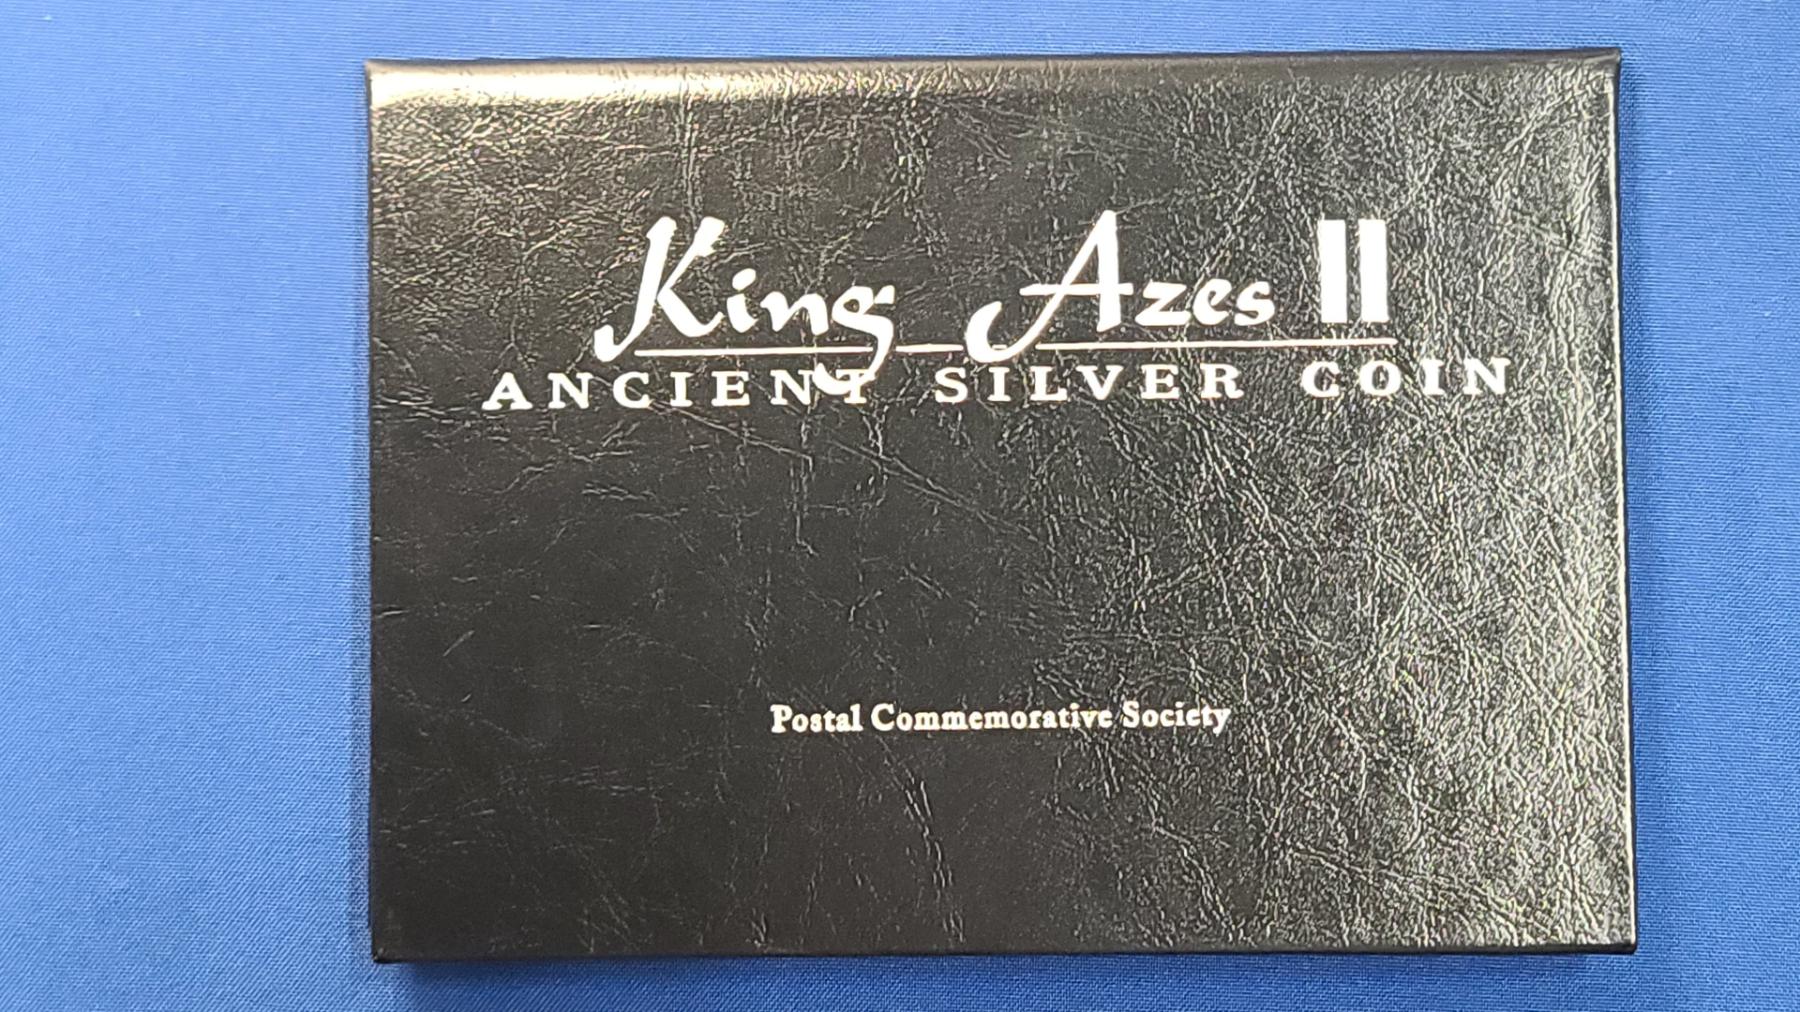 King Azes II
ANCIENT SILVER COIN
Postal Commemorative Society